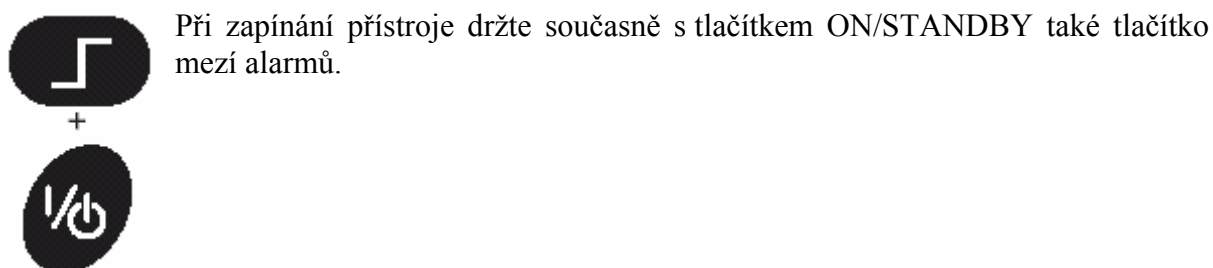 Při zapínání přístroje držte současně s tlačítkem ON/STANDBY také tlačítko
mezí alarmů.
+